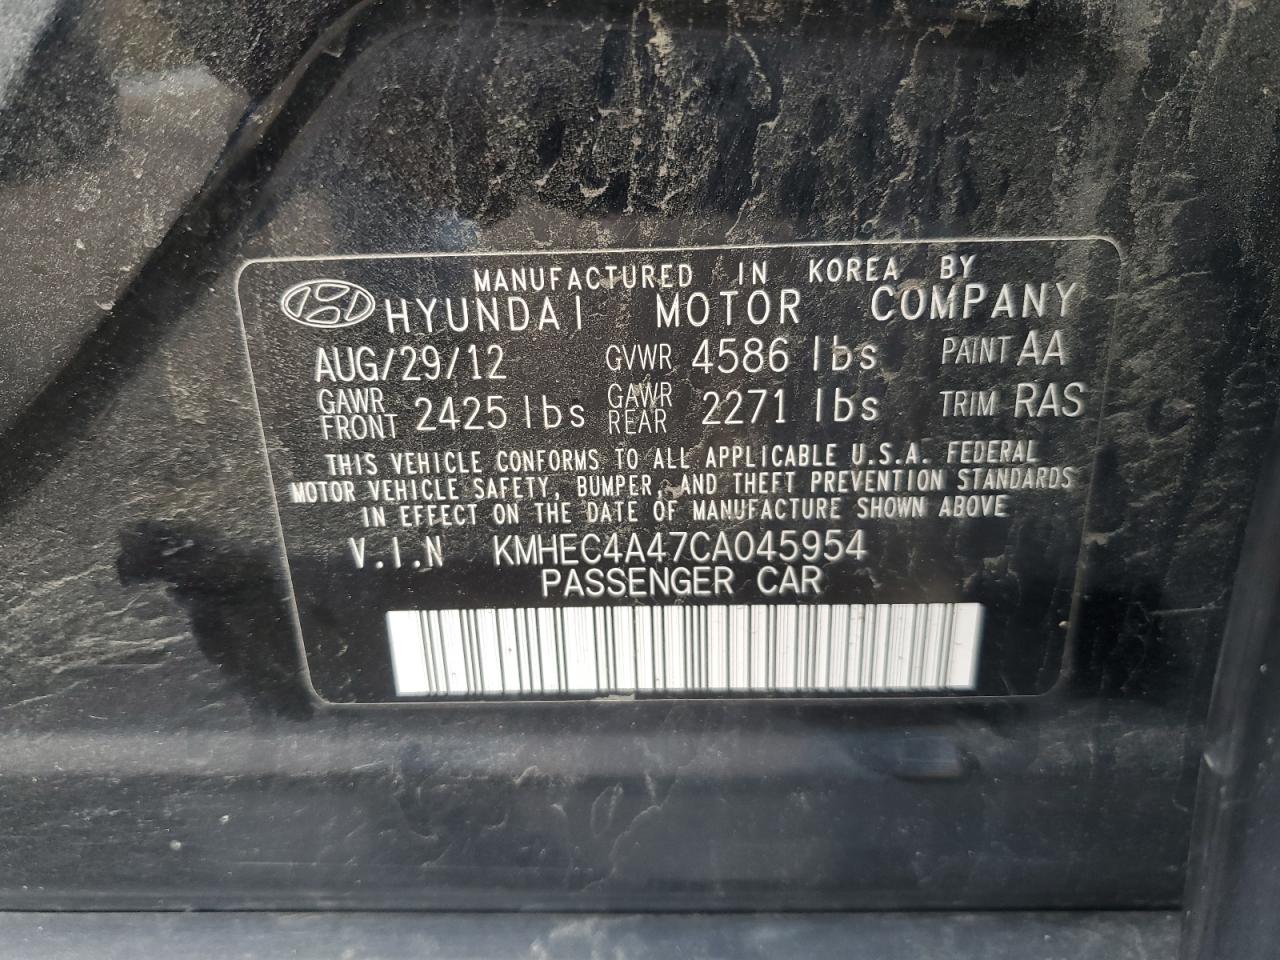 MANUFACTURED IN KOREA BY
HYUNDAI MOTOR COMPANY
AUG/29/12 GVWR 4586 lbs PAINT AA
GAWR FRONT 2425 lbs GAWR REAR 2271 lbs TRIM RAS
THIS VEHICLE CONFORMS TO ALL APPLICABLE U.S.A. FEDERAL
MOTOR VEHICLE SAFETY, BUMPER, AND THEFT PREVENTION STANDARDS
IN EFFECT ON THE DATE OF MANUFACTURE SHOWN ABOVE
V.I.N KMHEC4A47CA045954
PASSENGER CAR